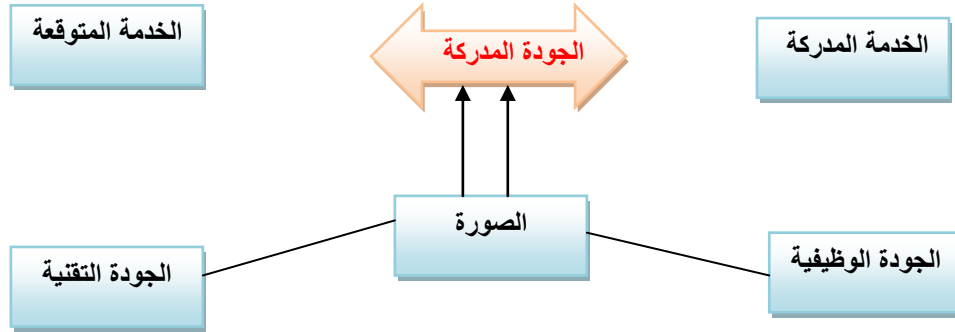 الخدمة المدركة
الجودة المدركة
الخدمة المتوقعة
الصورة
الجودة الوظيفية
الجودة التقنية